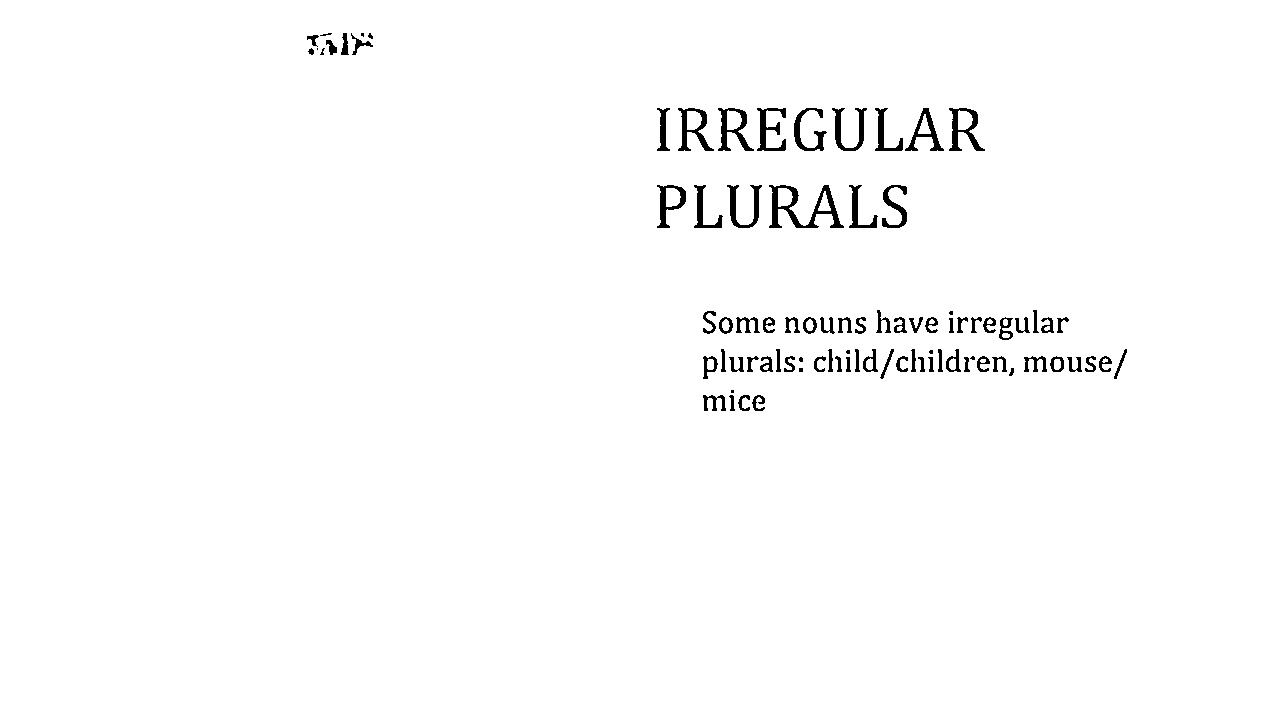 IRREGULAR
PLURALS
Some nouns have irregular
plurals: child/children, mouse/
mice